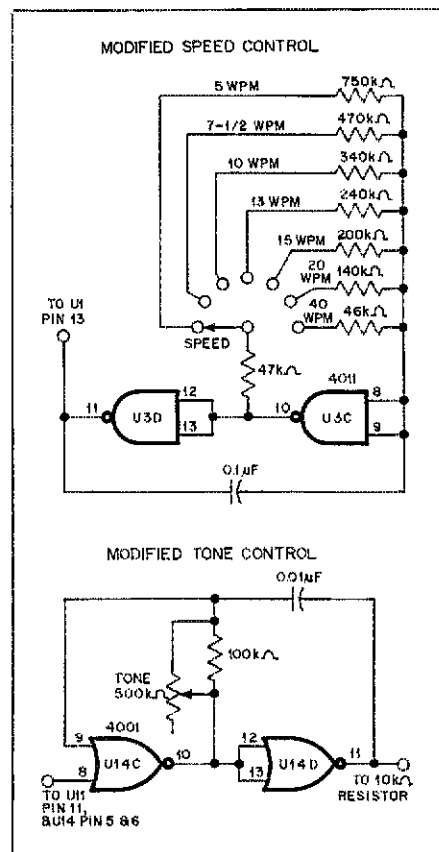 MODIFIED SPEED CONTROL
5 WPM
750kΩ
7-1/2 WPM
470kΩ
10 WPM
340kΩ
13 WPM
240kΩ
15 WPM
200kΩ
20 WPM
140kΩ
40 WPM
46kΩ
TO U1
PIN 13
SPEED
47kΩ
4011
11
U3D
12
13
10
U3C
8
9
0.1µF
MODIFIED TONE CONTROL
0.01µF
100kΩ
TONE
500kΩ
4001
9
8
U14C
10
12
13
U14D
11
TO U11
PIN 11,
&U14 PIN 5 & 6
TO 10kΩ
RESISTOR